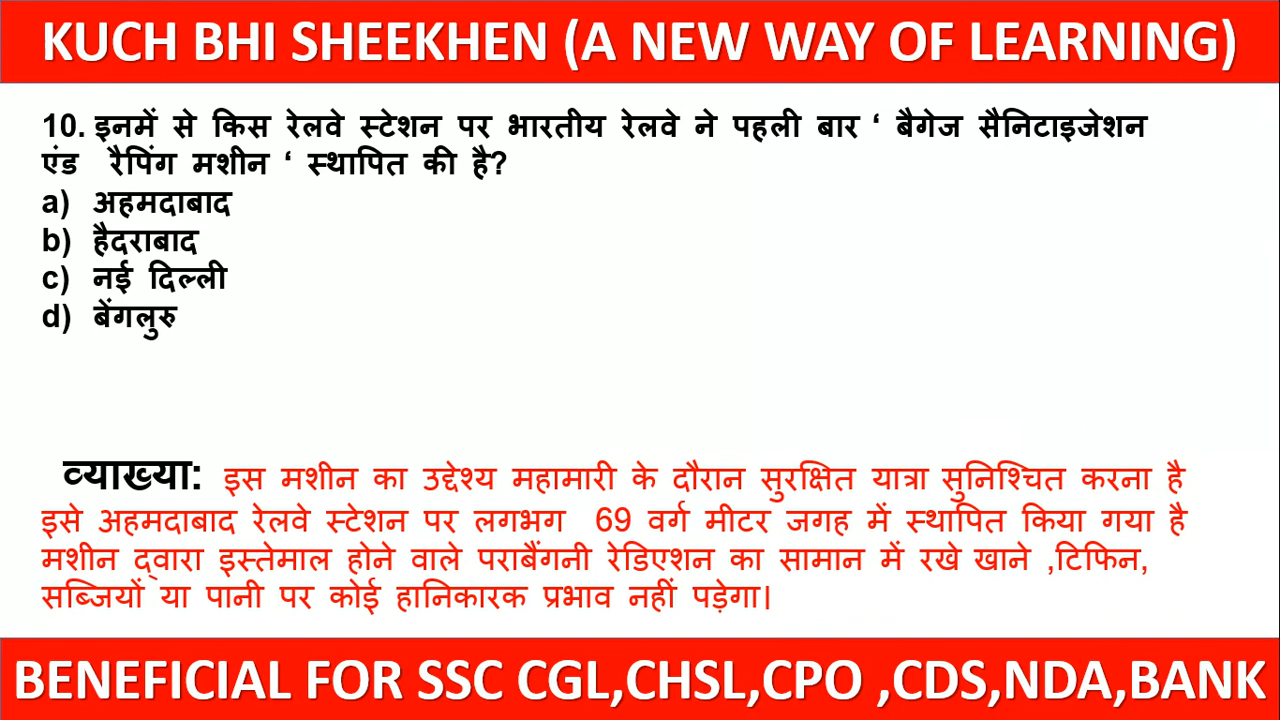 KUCH BHI SHEEKHEN (A NEW WAY OF LEARNING)
10. इनमें से किस रेलवे स्टेशन पर भारतीय रेलवे ने पहली बार ‘ बैगेज सैनिटाइजेशन
एंड रैपिंग मशीन ‘ स्थापित की है?
a) अहमदाबाद
b) हैदराबाद
c) नई दिल्ली
d) बेंगलुरु
व्याख्या: इस मशीन का उद्देश्य महामारी के दौरान सुरक्षित यात्रा सुनिश्चित करना है
इसे अहमदाबाद रेलवे स्टेशन पर लगभग 69 वर्ग मीटर जगह में स्थापित किया गया है
मशीन द्वारा इस्तेमाल होने वाले पराबैंगनी रेडिएशन का सामान में रखे खाने ,टिफिन,
सब्जियों या पानी पर कोई हानिकारक प्रभाव नहीं पड़ेगा।
BENEFICIAL FOR SSC CGL,CHSL,CPO ,CDS,NDA,BANK